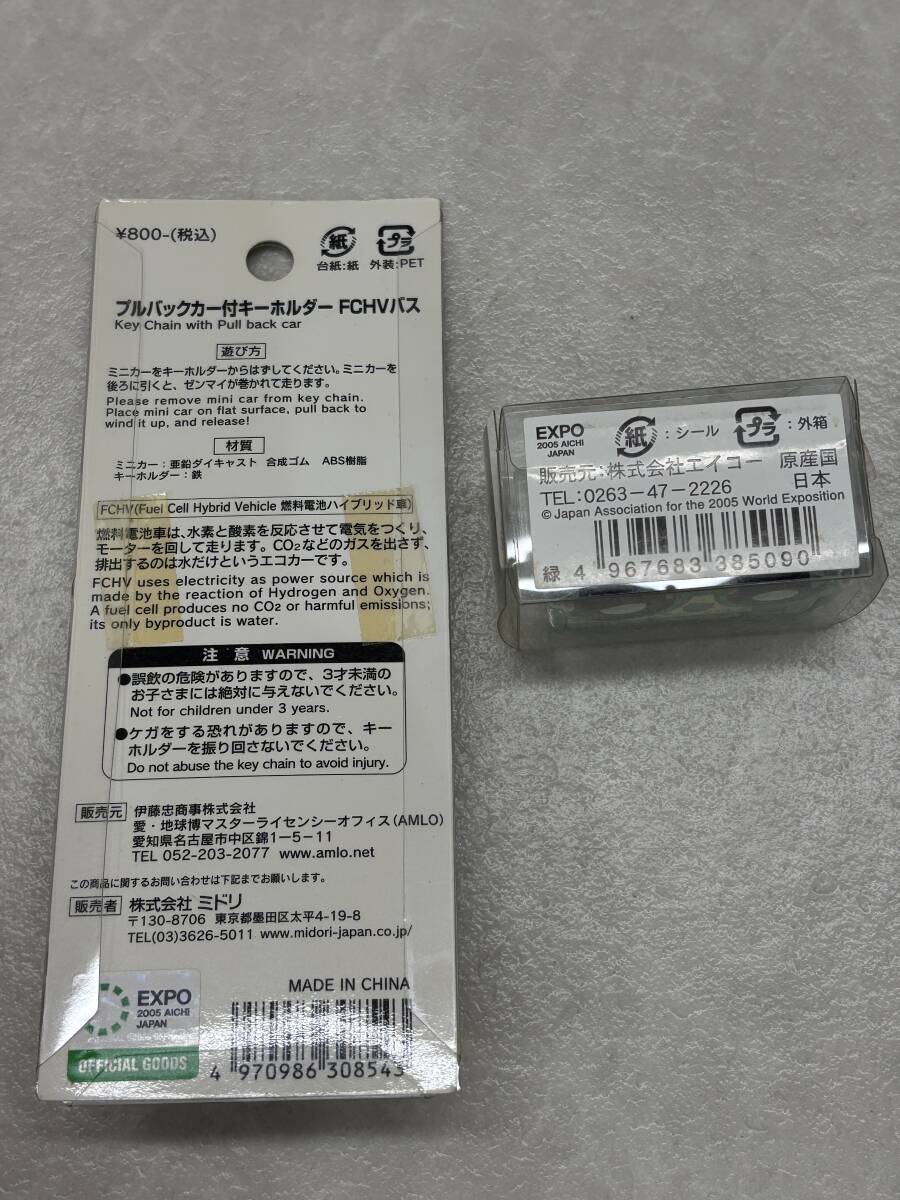 ¥800-(税込)
紙
プラ
台紙:紙 外装:PET
プルバックカー付キーホルダー FCHVバス
Key Chain with Pull back car
遊び方
ミニカーをキーホルダーからはずしてください。ミニカーを
後ろに引くと、ゼンマイが巻かれて走ります。
Please remove mini car from key chain.
Place mini car on flat surface, pull back to
wind it up, and release!
材質
ミニカー：亜鉛ダイキャスト 合成ゴム ABS樹脂
キーホルダー：鉄
FCHV(Fuel Cell Hybrid Vehicle 燃料電池ハイブリッド車)
燃料電池車は、水素と酸素を反応させて電気をつくり、
モーターを回して走ります。CO2などのガスを出さず、
排出するのは水だけというエコカーです。
FCHV uses electricity as power source which is
made by the reaction of Hydrogen and Oxygen.
A fuel cell produces no CO2 or harmful emissions;
its only byproduct is water.
注 意 WARNING
●誤飲の危険がありますので、3才未満の
お子さまには絶対に与えないでください。
Not for children under 3 years.
●ケガをする恐れがありますので、キー
ホルダーを振り回さないでください。
Do not abuse the key chain to avoid injury.
販売元 伊藤忠商事株式会社
愛・地球博マスターライセンシーオフィス(AMLO)
愛知県名古屋市中区錦1-5-11
TEL 052-203-2077 www.amlo.net
この商品に関するお問い合わせは下記までお願いします。
販売者 株式会社 ミドリ
〒130-8706 東京都墨田区太平4-19-8
TEL(03)3626-5011 www.midori-japan.co.jp/
MADE IN CHINA
EXPO
2005 AICHI
JAPAN
OFFICIAL GOODS
4 970986 308543
EXPO
2005 AICHI
JAPAN
紙：シール
プラ：外箱
販売元：株式会社エイコー 原産国
TEL:0263-47-2226 日本
© Japan Association for the 2005 World Exposition
緑 4 967683 385090